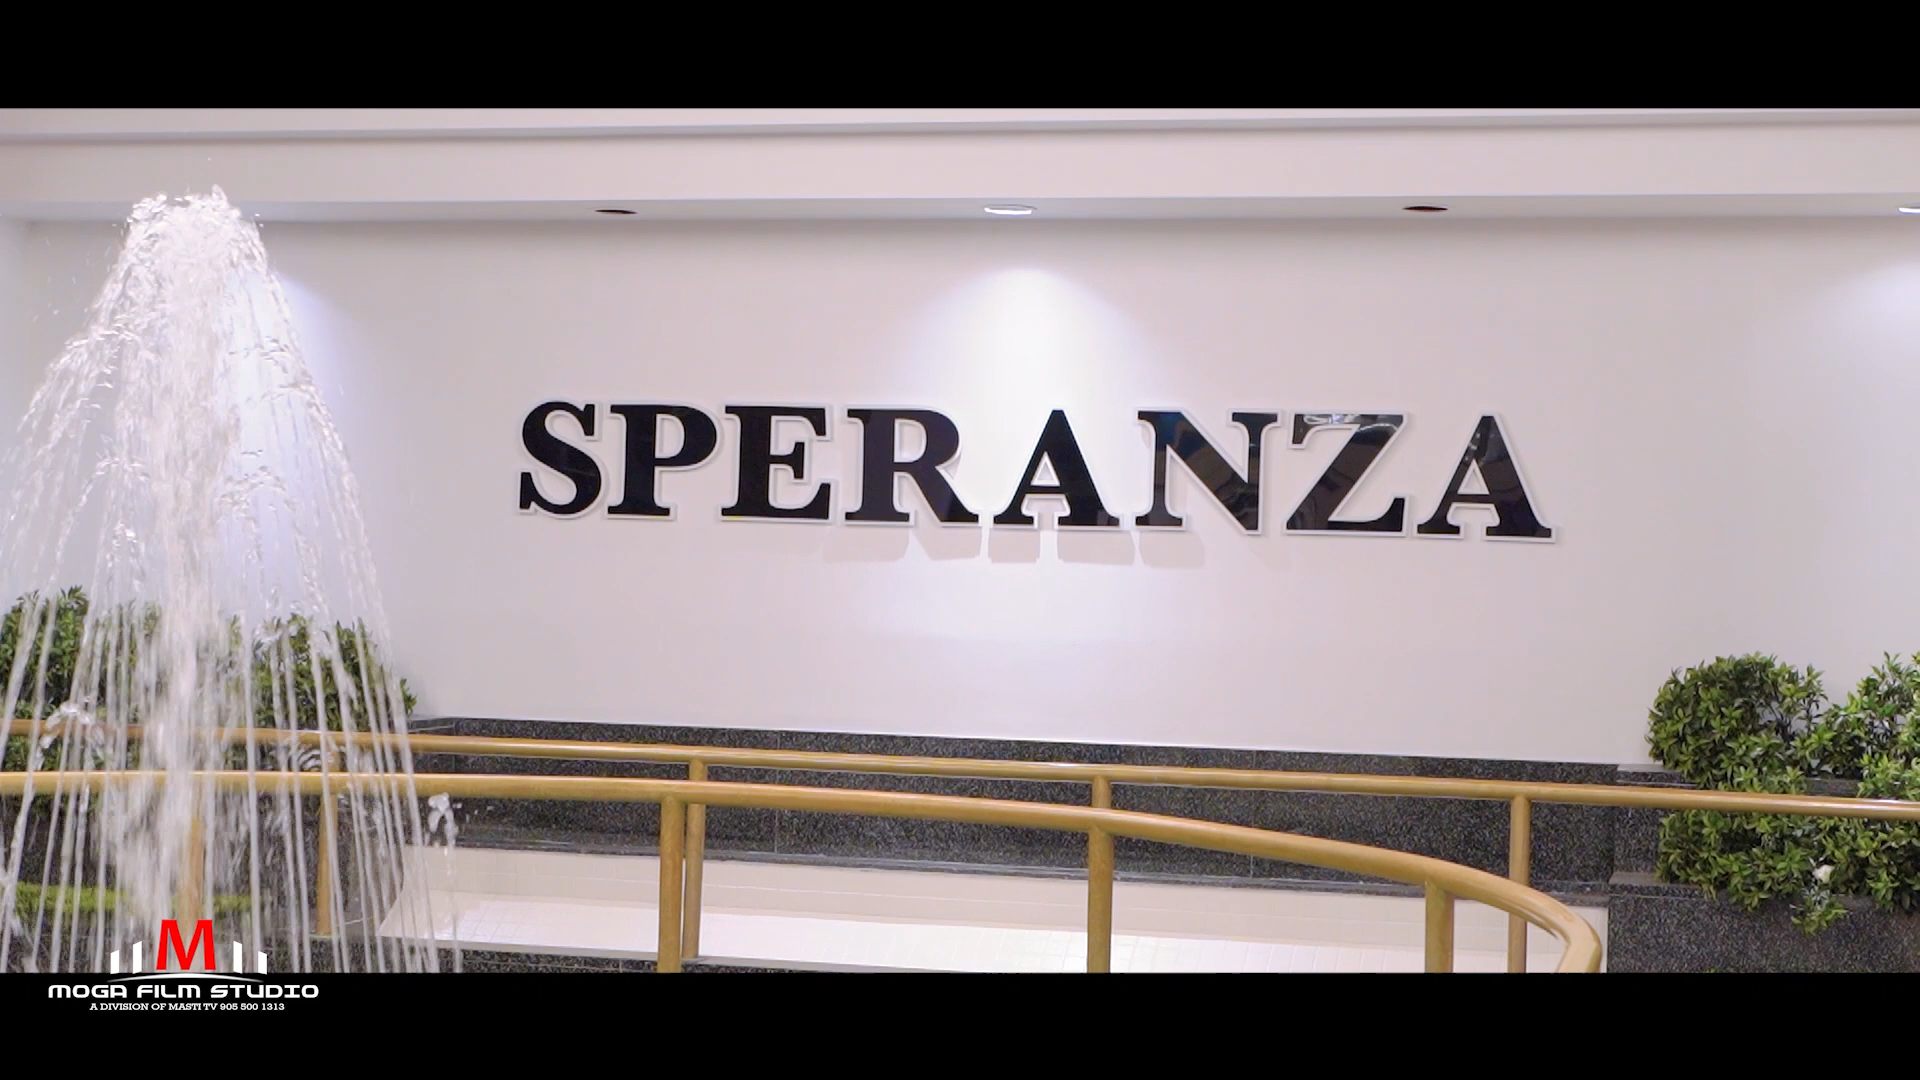 SPERANZA
M
MOGA FILM STUDIO
A DIVISION OF MASTI TV 905 500 1313